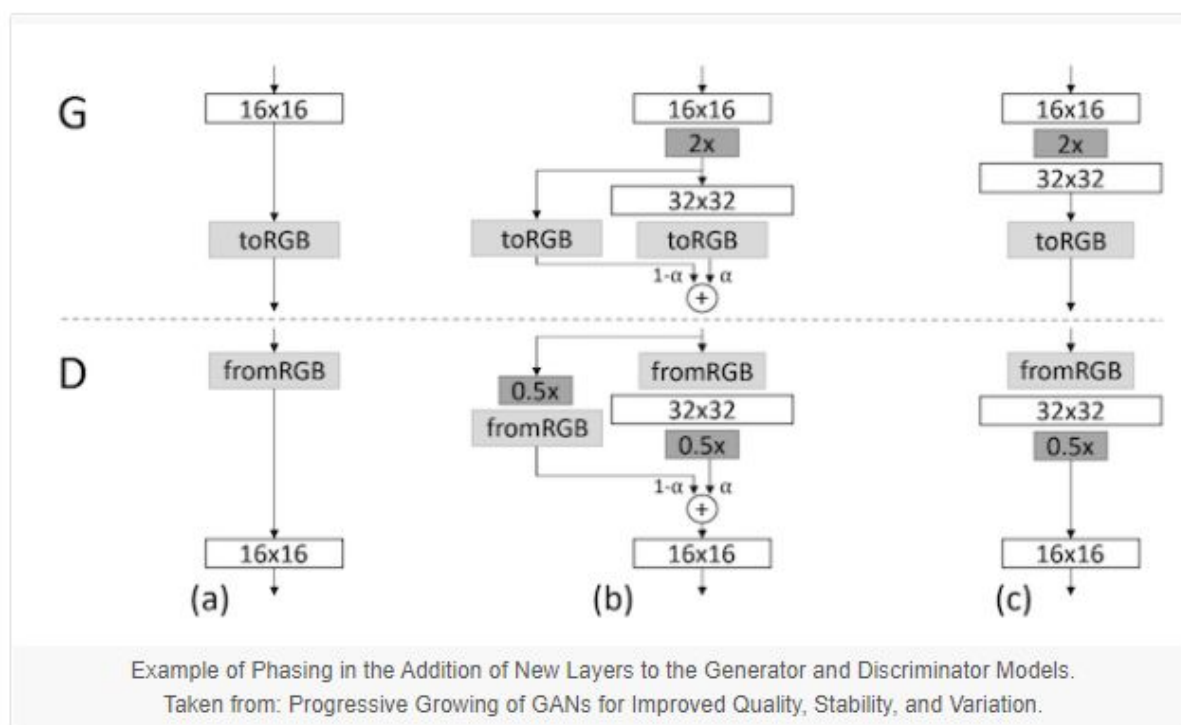 G
16x16
toRGB
16x16
2x
32x32
toRGB
toRGB
1-α
α
+
16x16
2x
32x32
toRGB
D
fromRGB
16x16
(a)
0.5x
fromRGB
fromRGB
32x32
0.5x
1-α
α
+
16x16
(b)
fromRGB
32x32
0.5x
16x16
(c)
Example of Phasing in the Addition of New Layers to the Generator and Discriminator Models.
Taken from: Progressive Growing of GANs for Improved Quality, Stability, and Variation.